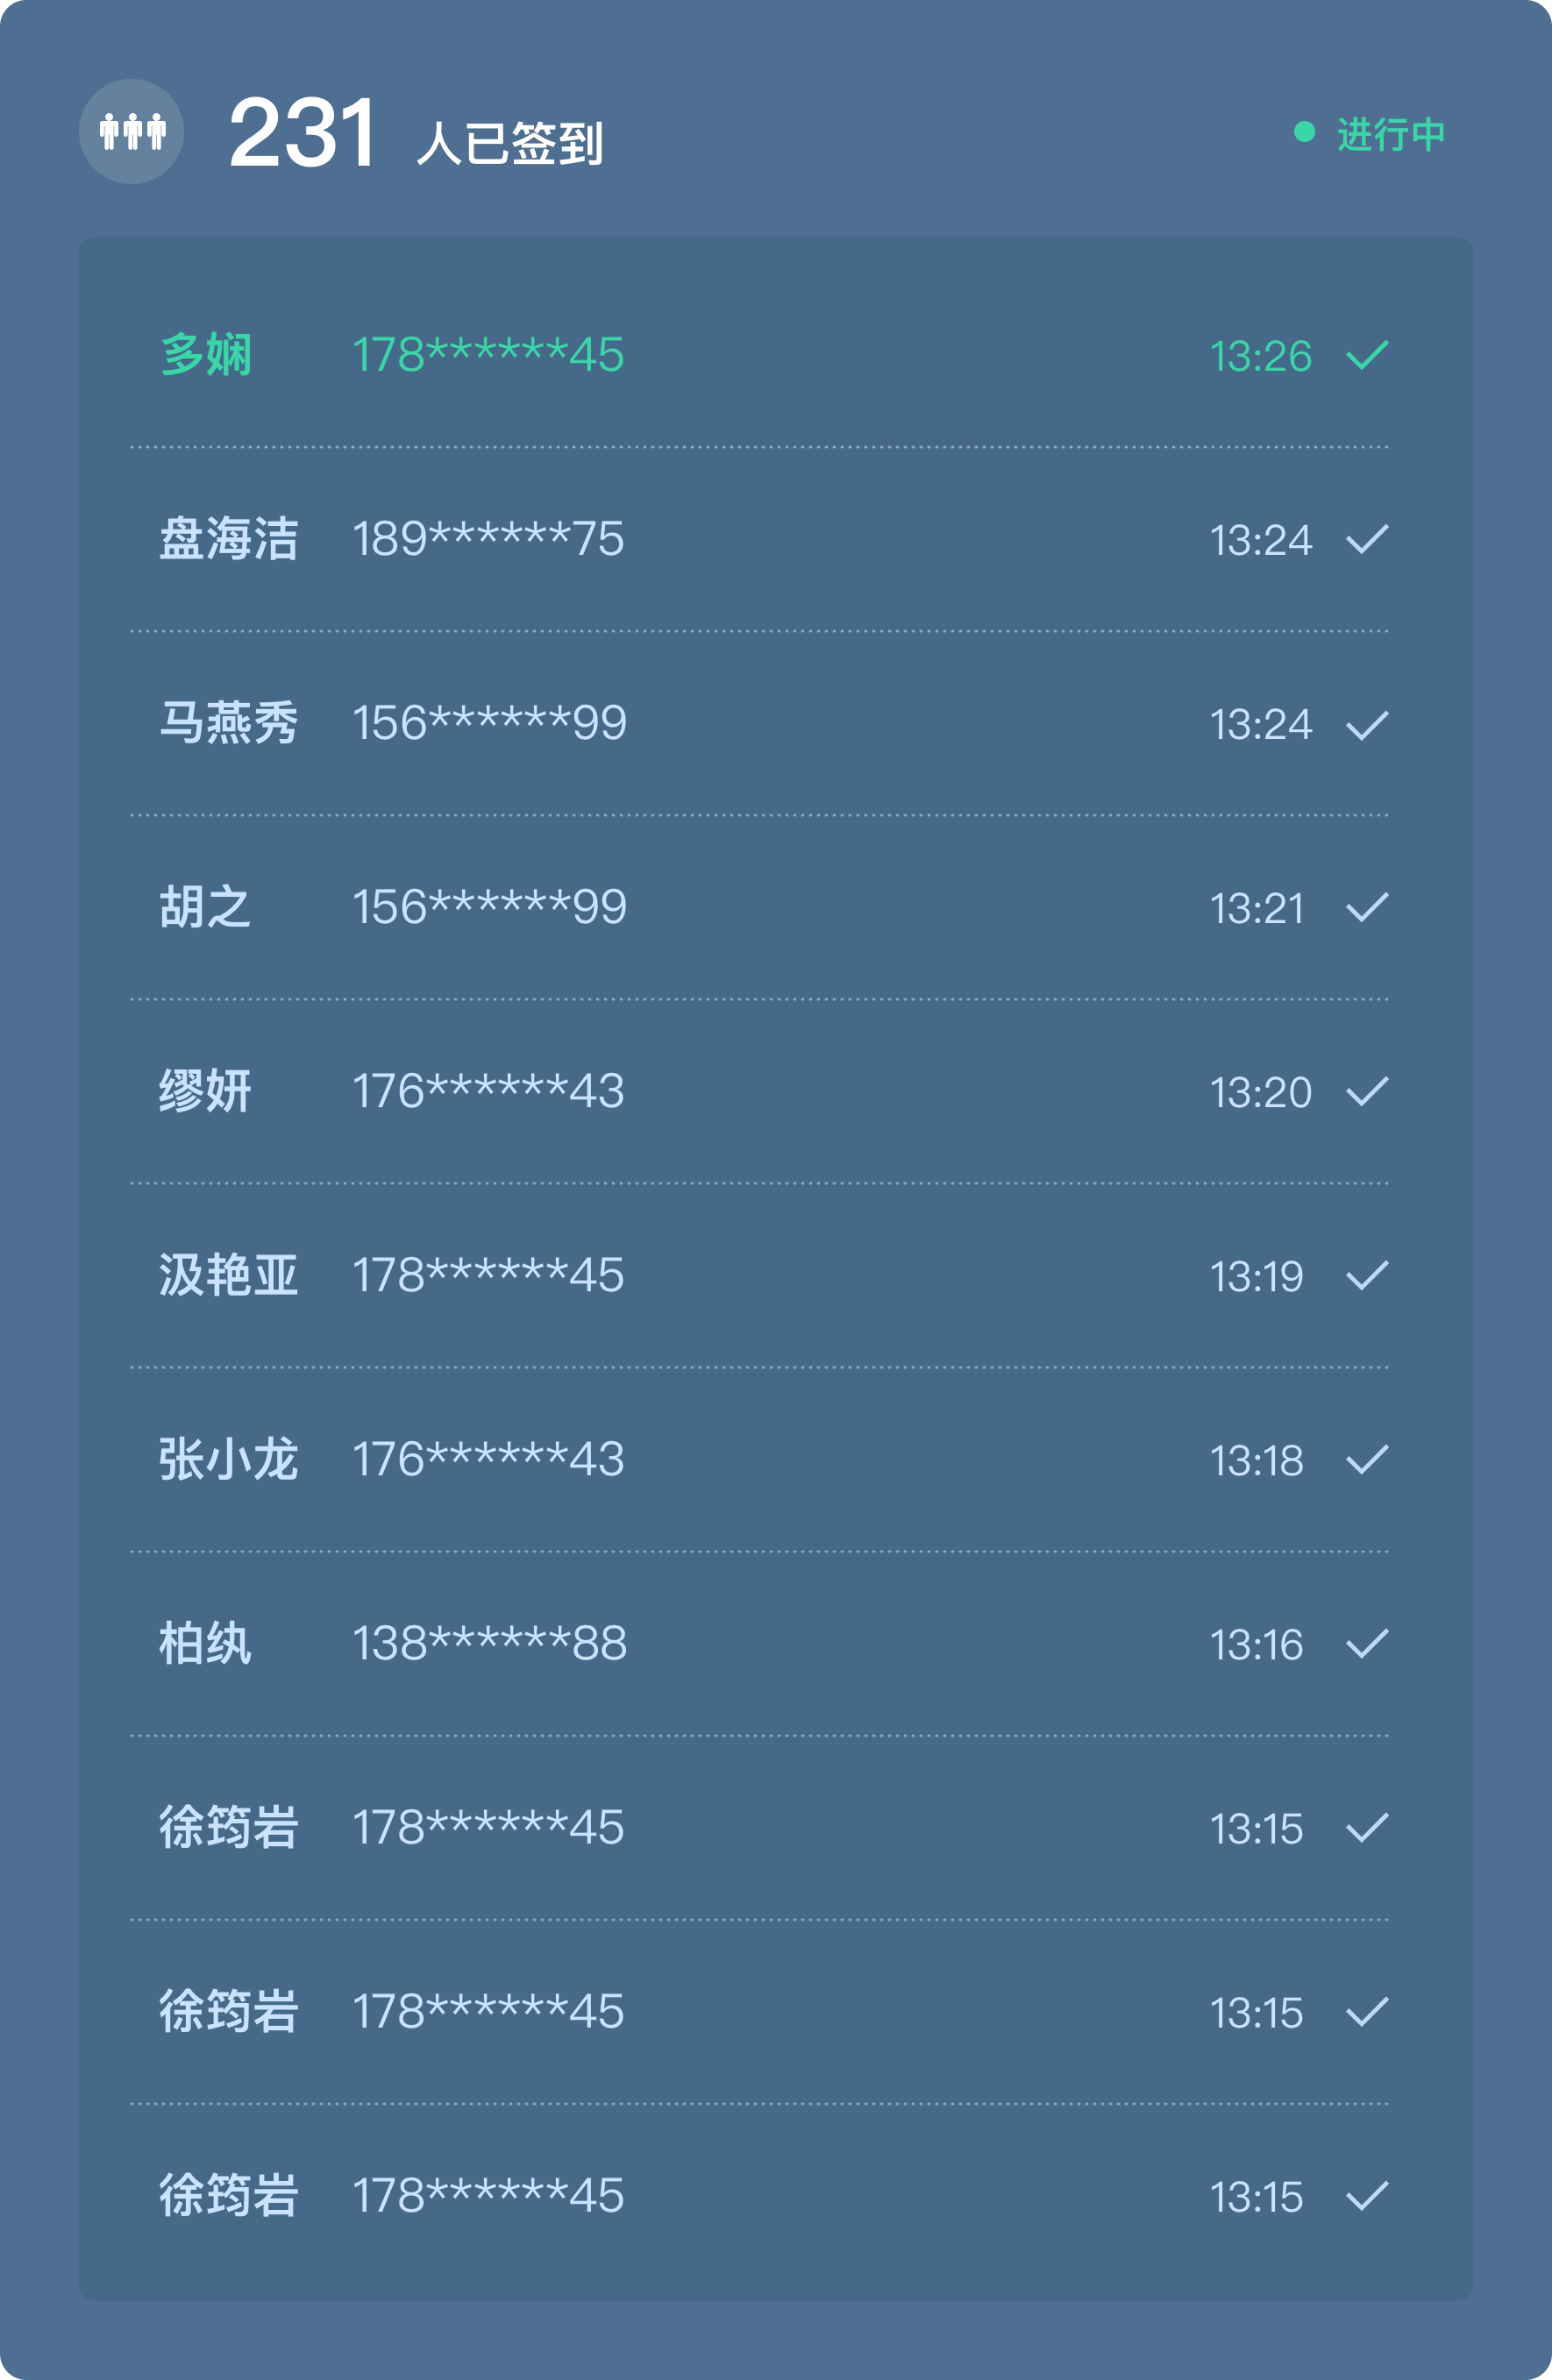 231 人已签到
进行中
多娴 178******45 13:26
盘海洁 189******75 13:24
马燕秀 156******99 13:24
胡之 156******99 13:21
缪妍 176******43 13:20
汲艳亚 178******45 13:19
张小龙 176******43 13:18
柏纨 138******88 13:16
徐筠岩 178******45 13:15
徐筠岩 178******45 13:15
徐筠岩 178******45 13:15